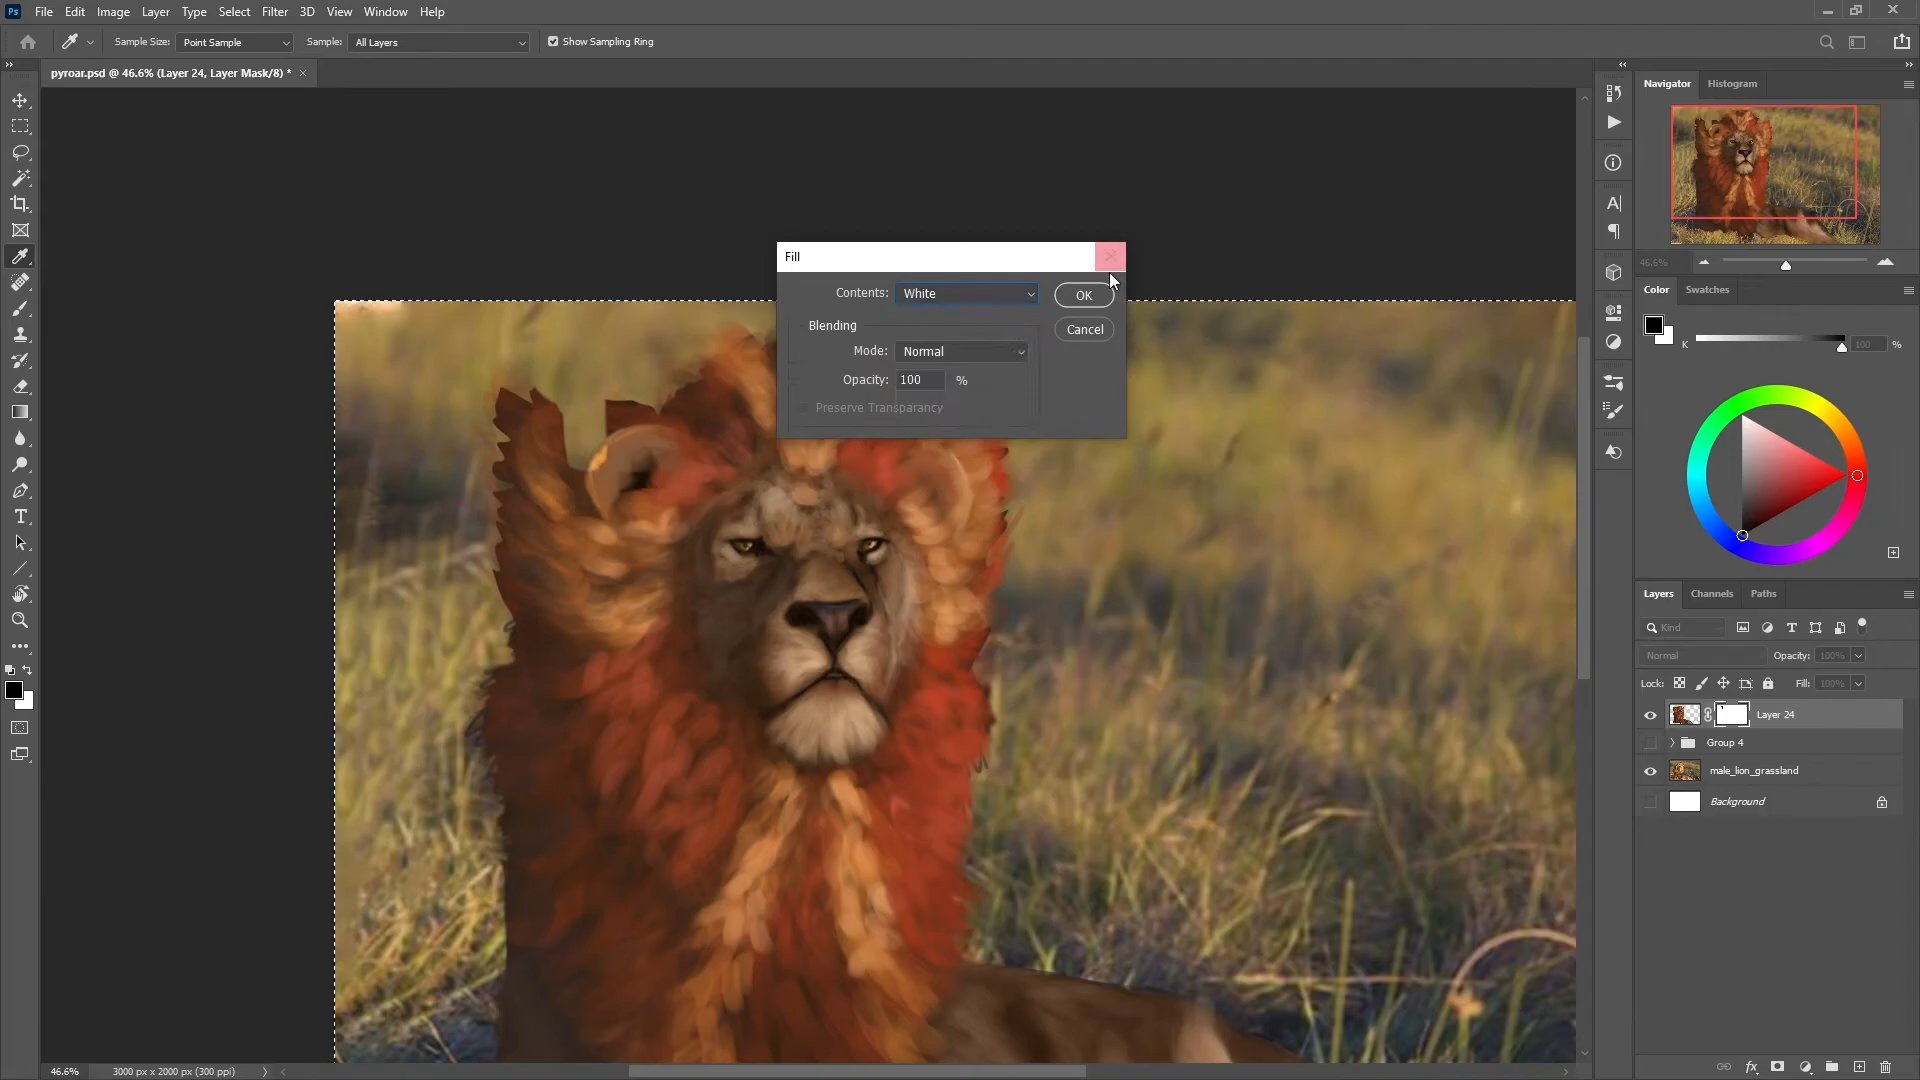 Ps File Edit Image Layer Type Select Filter 3D View Window Help
Sample Size: Point Sample Sample: All Layers Show Sampling Ring
pyroar.psd @ 46.6% (Layer 24, Layer Mask/8) *
Navigator Histogram
46.6%
Color Swatches
K 100 %
Fill
Contents: White OK
Blending Cancel
Mode: Normal
Opacity: 100 %
Preserve Transparency
Layers Channels Paths
Kind
Normal Opacity: 100%
Lock: Fill: 100%
Layer 24
Group 4
male_lion_grassland
Background
46.6% 3000 px x 2000 px (300 ppi)